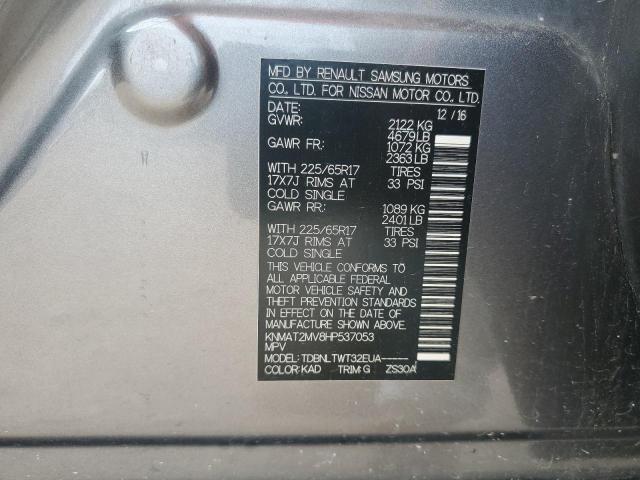 MFD BY RENAULT SAMSUNG MOTORS
CO., LTD. FOR NISSAN MOTOR CO., LTD.
DATE: 12 / 16
GVWR: 2122 KG
4679 LB
GAWR FR: 1072 KG
2363 LB
WITH 225/65R17 TIRES
17X7J RIMS AT 33 PSI
COLD SINGLE
GAWR RR: 1089 KG
2401 LB
WITH 225/65R17 TIRES
17X7J RIMS AT 33 PSI
COLD SINGLE
THIS VEHICLE CONFORMS TO
ALL APPLICABLE FEDERAL
MOTOR VEHICLE SAFETY AND
THEFT PREVENTION STANDARDS
IN EFFECT ON THE DATE OF
MANUFACTURE SHOWN ABOVE.
KNMAT2MV8HP537053
MPV
MODEL: TDBNLTWT32EUA-----
COLOR: KAD TRIM: G ZS30A